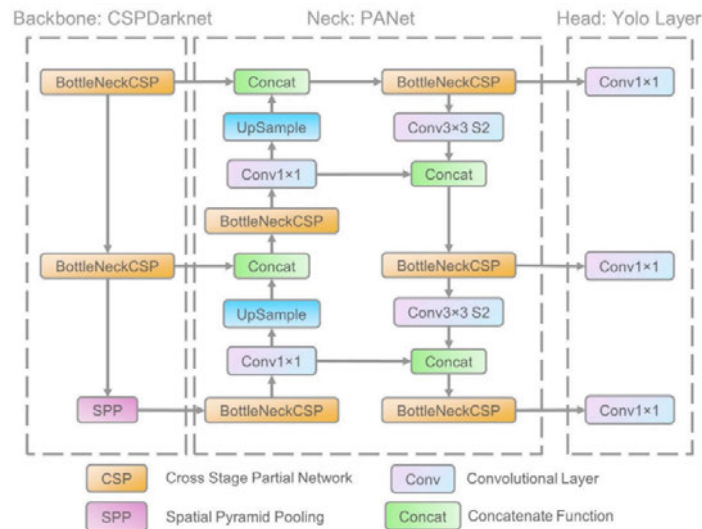 Backbone: CSPDarknet Neck: PANet Head: Yolo Layer
BottleNeckCSP Concat BottleNeckCSP Conv1×1
UpSample Conv3×3 S2
Conv1×1 Concat
BottleNeckCSP
BottleNeckCSP Concat BottleNeckCSP Conv1×1
UpSample Conv3×3 S2
Conv1×1 Concat
SPP BottleNeckCSP BottleNeckCSP Conv1×1
CSP Cross Stage Partial Network Conv Convolutional Layer
SPP Spatial Pyramid Pooling Concat Concatenate Function